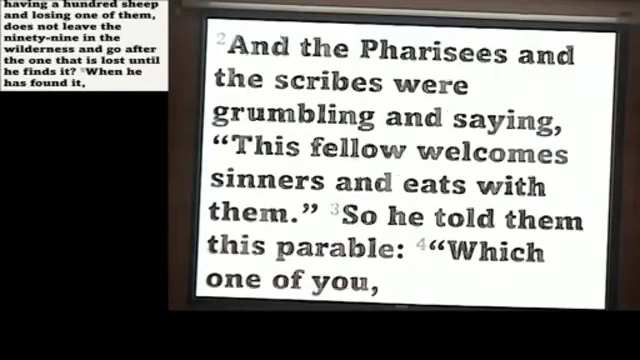 having a hundred sheep
and losing one of them,
does not leave the
ninety-nine in the
wilderness and go after
the one that is lost until
he finds it? ⁵When he
has found it,
²And the Pharisees and
the scribes were
grumbling and saying,
“This fellow welcomes
sinners and eats with
them.” ³So he told them
this parable: ⁴“Which
one of you,